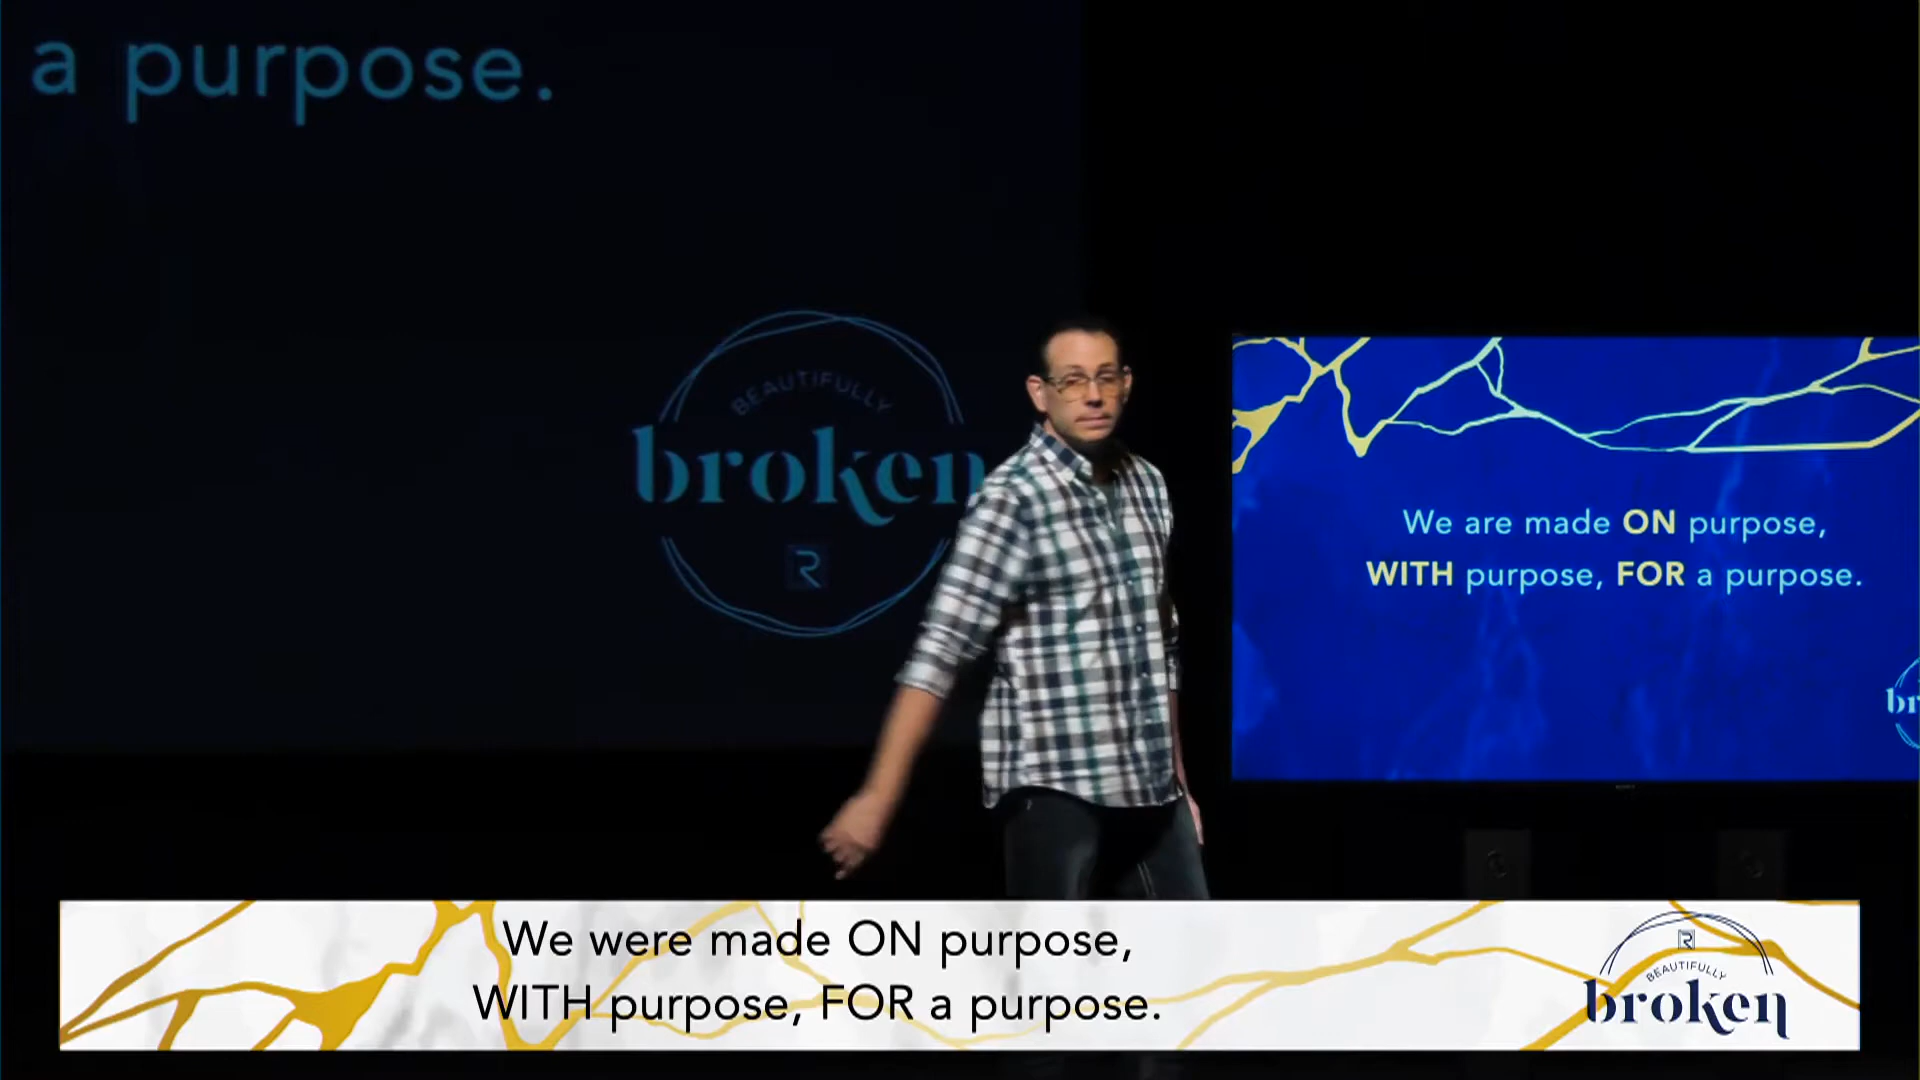 a purpose.
BEAUTIFULLY
broken
R
We are made ON purpose,
WITH purpose, FOR a purpose.
br
We were made ON purpose,
WITH purpose, FOR a purpose.
R
BEAUTIFULLY
broken